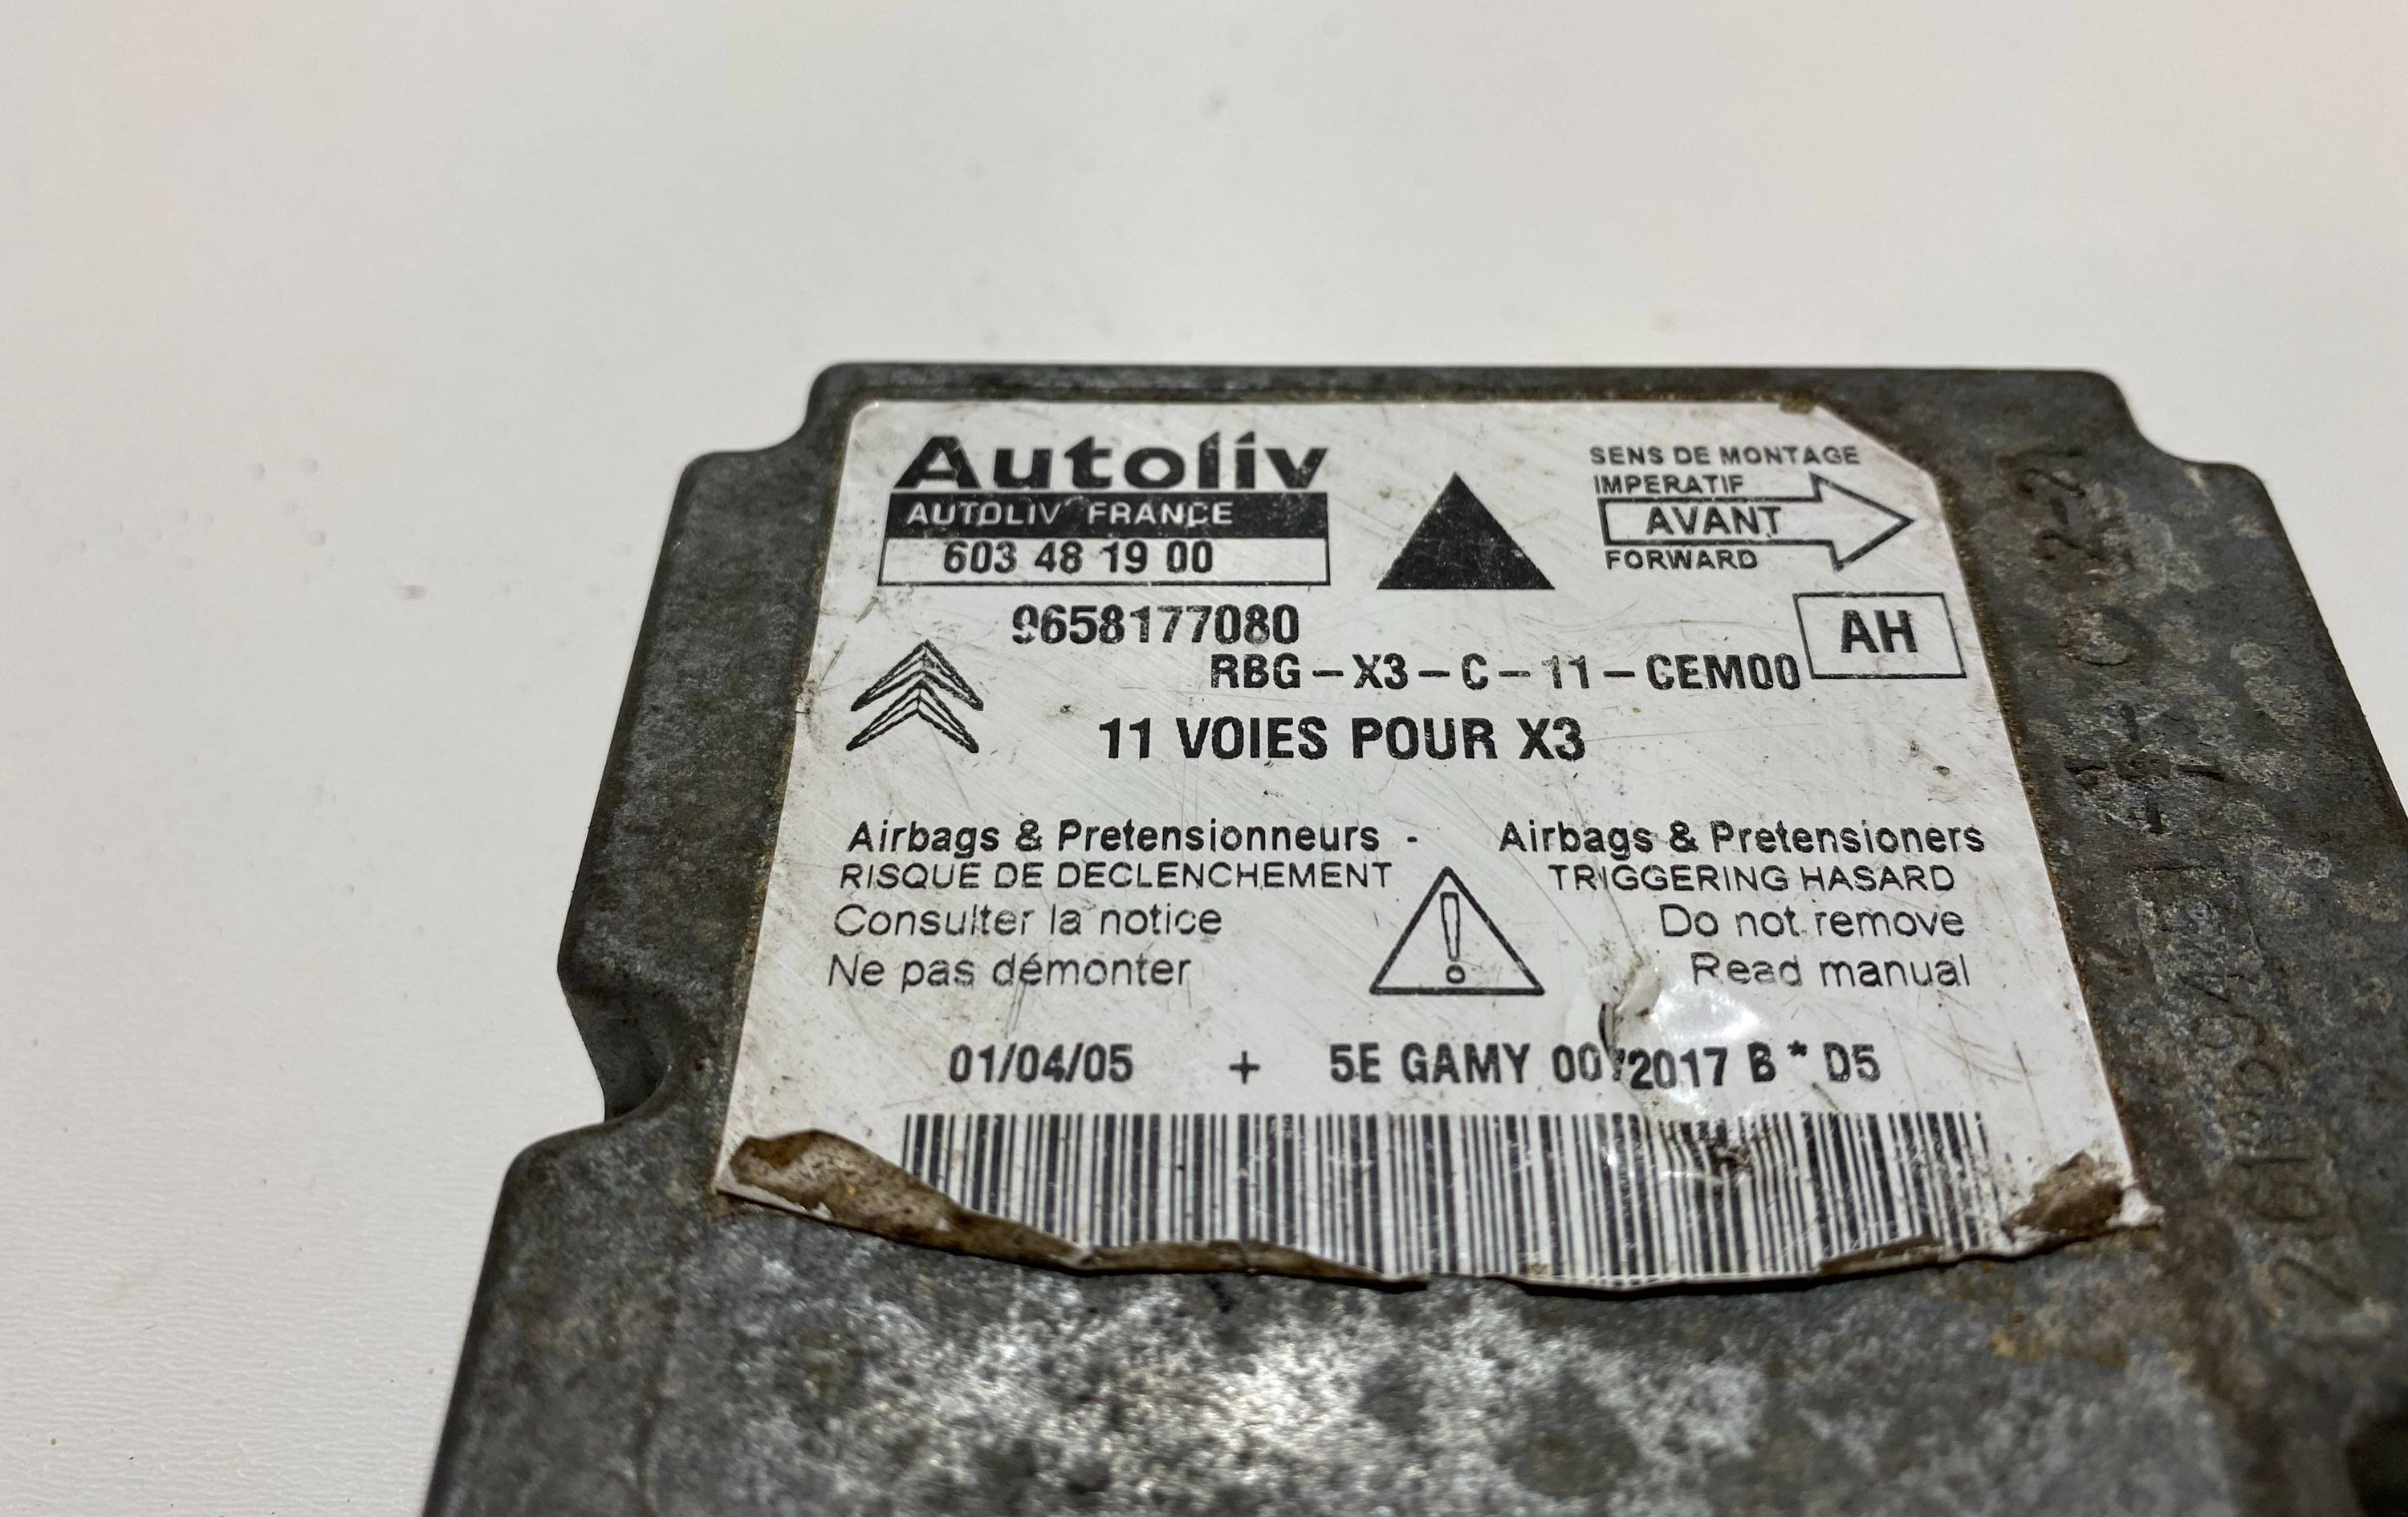 Autoliv
AUTOLIV FRANCE
603 48 19 00
SENS DE MONTAGE
IMPERATIF
AVANT
FORWARD
9658177080
AH
RBG-X3-C-11-CEM00
11 VOIES POUR X3
Airbags & Pretensionneurs - Airbags & Pretensioners
RISQUE DE DECLENCHEMENT TRIGGERING HASARD
Consulter la notice Do not remove
Ne pas démonter Read manual
01/04/05 + 5E GAMY B * D5